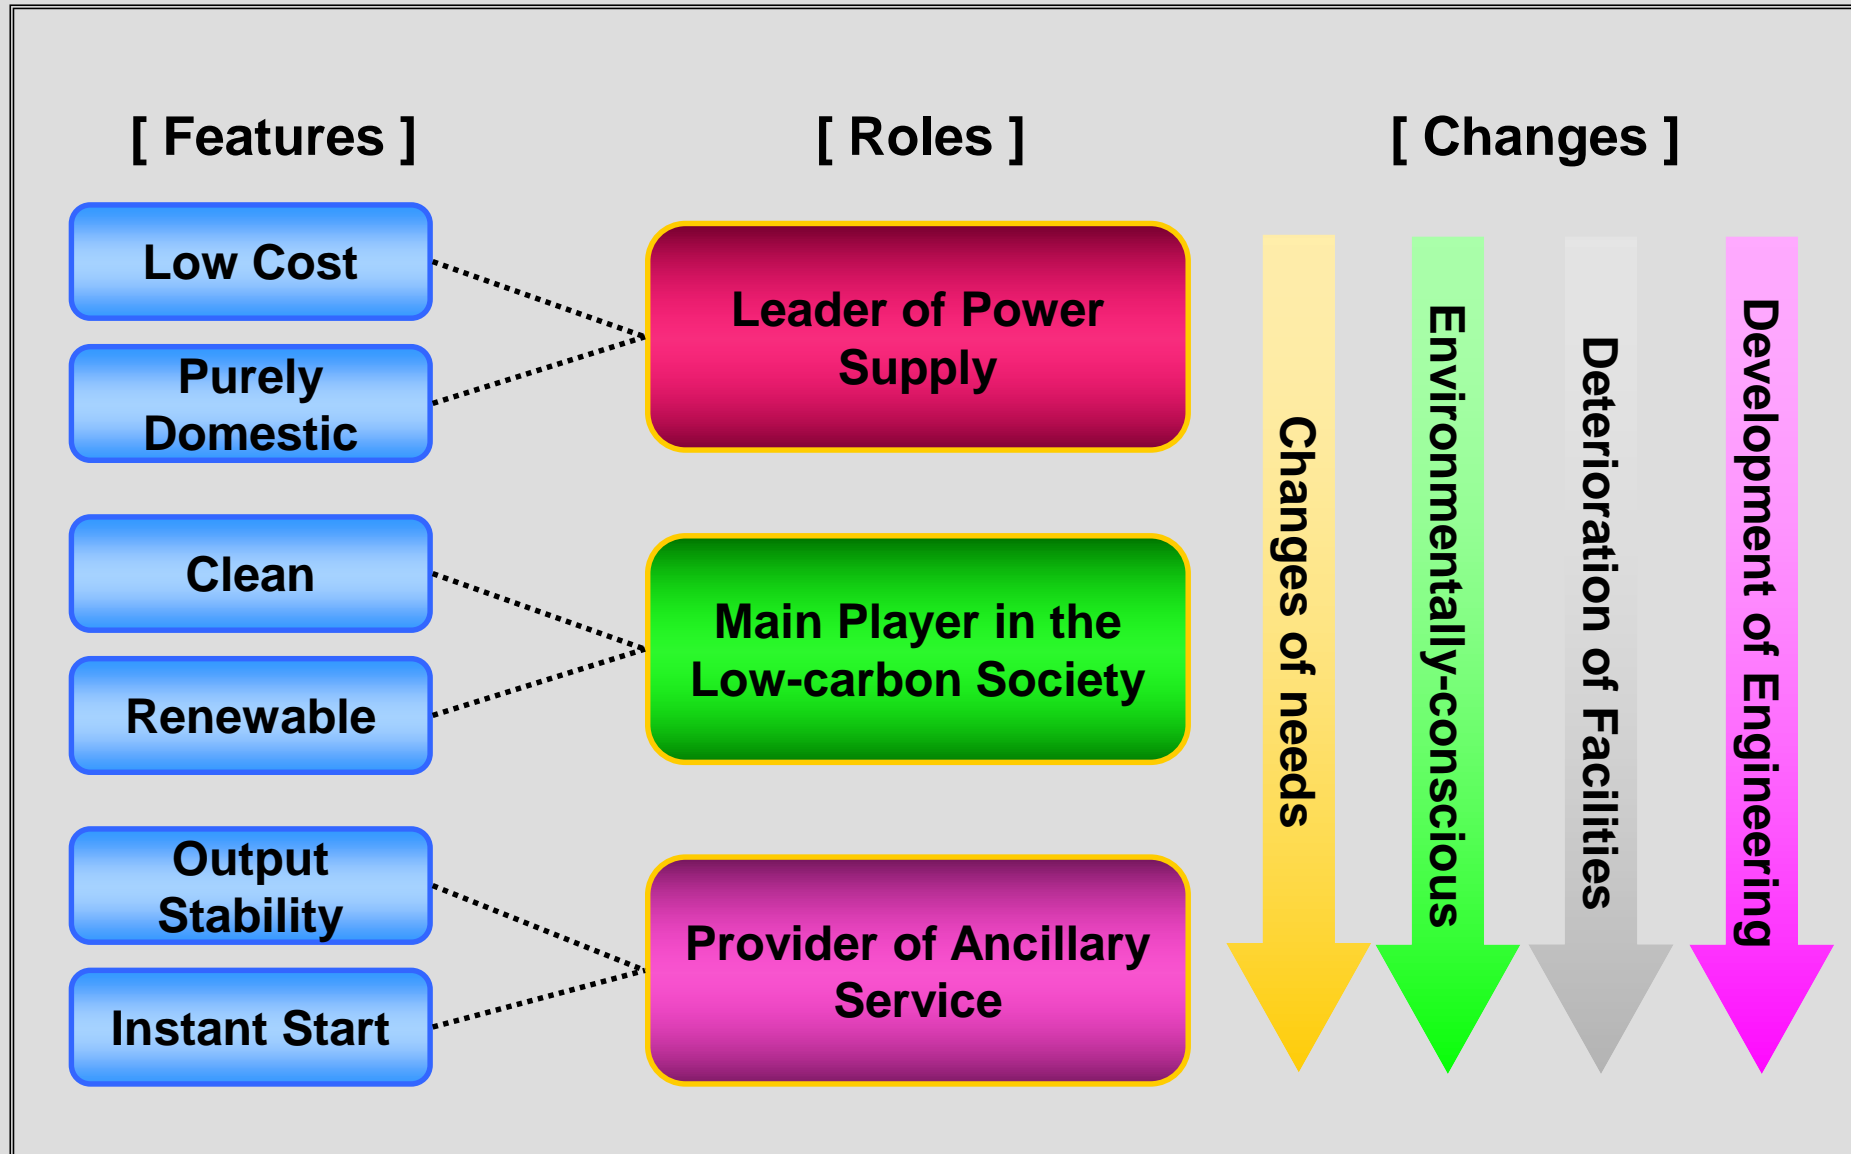 [ Features ]
[ Roles ]
[ Changes ]
Low Cost
Purely
Domestic
Clean
Renewable
Output
Stability
Instant Start
Leader of Power
Supply
Main Player in the
Low-carbon Society
Provider of Ancillary
Service
Changes of needs
Environmentally-conscious
Deterioration of Facilities
Development of Engineering